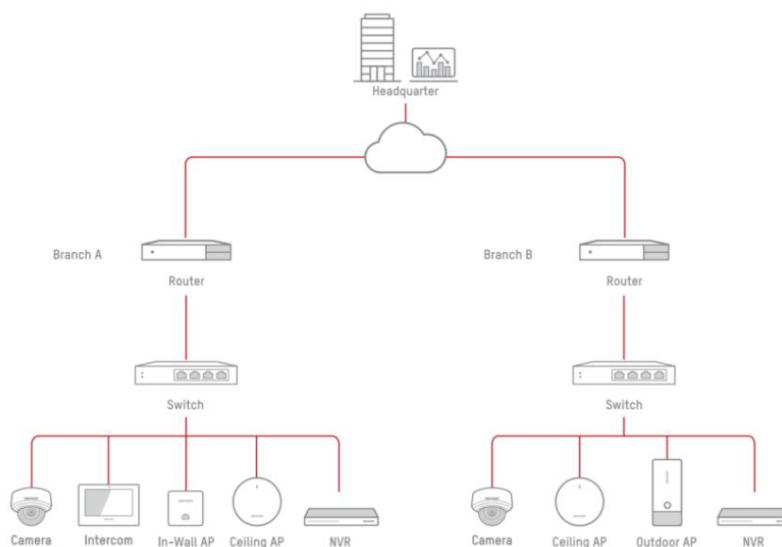 Headquarter
Branch A
Router
Branch B
Router
Switch
Switch
Camera
Intercom
In-Wall AP
Ceiling AP
NVR
Camera
Ceiling AP
Outdoor AP
NVR